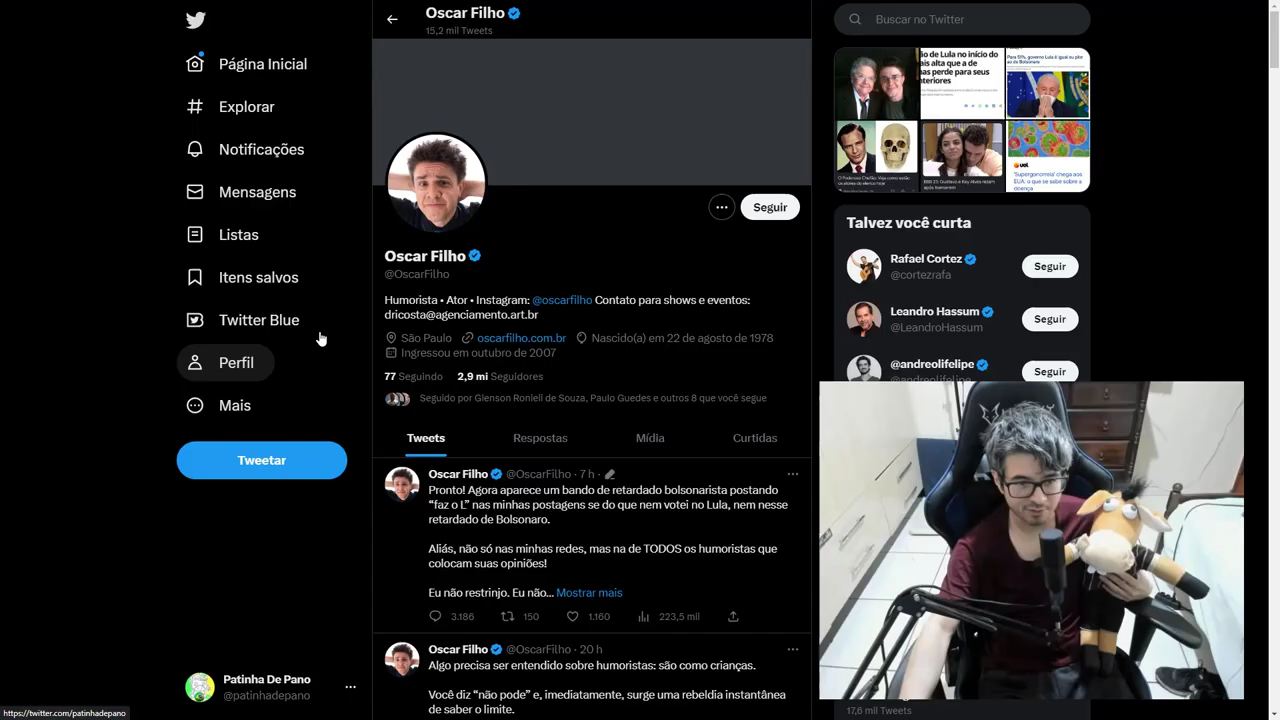 Página Inicial
Explorar
Notificações
Mensagens
Listas
Itens salvos
Twitter Blue
Perfil
Mais
Tweetar
Patinha De Pano
@patinhadepano
https://twitter.com/patinhadepano
Oscar Filho
15,2 mil Tweets
Seguir
Oscar Filho
@OscarFilho
Humorista • Ator • Instagram: @oscarfilho Contato para shows e eventos:
dricosta@agenciamento.art.br
São Paulo oscarfilho.com.br Nascido(a) em 22 de agosto de 1978
Ingressou em outubro de 2007
77 Seguindo 2,9 mi Seguidores
Seguido por Glenson Roniell de Souza, Paulo Guedes e outros 8 que você segue
Tweets Respostas Mídia Curtidas
Oscar Filho @OscarFilho · 7 h ·
Pronto! Agora aparece um bando de retardado bolsonarista postando
“faz o L” nas minhas postagens se do que nem votei no Lula, nem nesse
retardado de Bolsonaro.
Aliás, não só nas minhas redes, mas na de TODOS os humoristas que
colocam suas opiniões!
Eu não restrinjo. Eu não... Mostrar mais
3.186 150 1.160 223,5 mil
Oscar Filho @OscarFilho · 20 h
Algo precisa ser entendido sobre humoristas: são como crianças.
Você diz “não pode” e, imediatamente, surge uma rebeldia instantânea
de saber o limite.
Buscar no Twitter
io de Lula no início do
ais alta que a de
nas perde para seus
nteriores
Para 51%, governo Lula é igual ou pior
ao de Bolsonaro
O Poderoso Chefão: Veja como estão
os atores do elenco hoje
BBB 23: Gustavo e Key Alves reatam
após
uol
'Supergonorreia' chega aos
EUA: o que se sabe sobre a
doença
Talvez você curta
Rafael Cortez
@cortezrafa
Seguir
Leandro Hassum
@LeandroHassum
Seguir
@andreolifelipe
@andreolifelipe
Seguir
17,6 mil Tweets